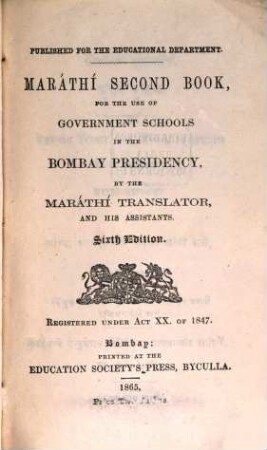 PUBLISHED FOR THE EDUCATIONAL DEPARTMENT.
MARÁTHÍ SECOND BOOK,
FOR THE USE OF
GOVERNMENT SCHOOLS
IN THE
BOMBAY PRESIDENCY,
BY THE
MARÁTHÍ TRANSLATOR,
AND HIS ASSISTANTS.
Sixth Edition.
REGISTERED UNDER ACT XX. OF 1847.
Bombay:
PRINTED AT THE
EDUCATION SOCIETY'S PRESS, BYCULLA.
1865.
Price